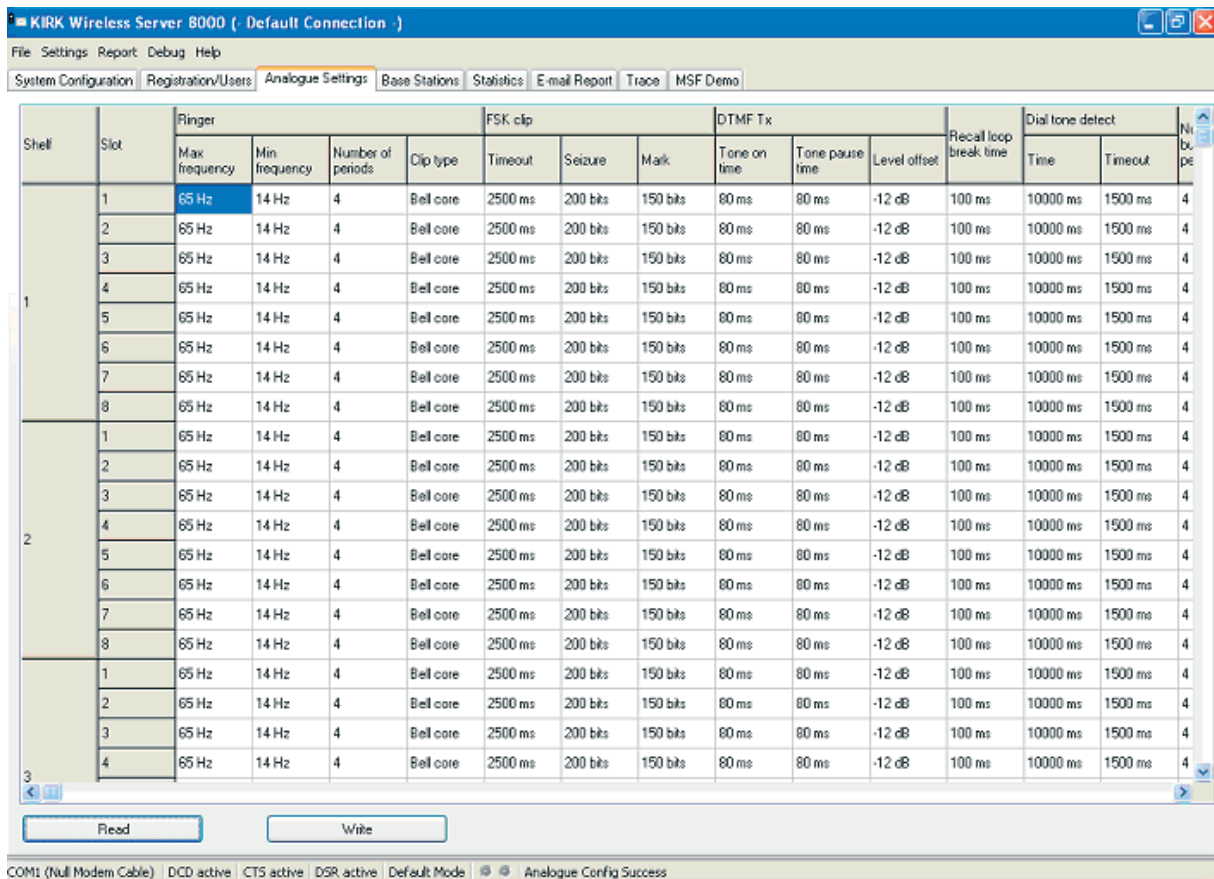 KIRK Wireless Server 8000 (- Default Connection -)
File Settings Report Debug Help
System Configuration Registration/Users Analogue Settings Base Stations Statistics E-mail Report Trace MSF Demo
Shelf Slot Ringer FSK clip DTMF Tx Recall loop break time Dial tone detect
Max frequency Min frequency Number of periods Clip type Timeout Seizure Mark Tone on time Tone pause time Level offset Time Timeout
1 1 65 Hz 14 Hz 4 Bell core 2500 ms 200 bits 150 bits 80 ms 80 ms -12 dB 100 ms 10000 ms 1500 ms 4
2 65 Hz 14 Hz 4 Bell core 2500 ms 200 bits 150 bits 80 ms 80 ms -12 dB 100 ms 10000 ms 1500 ms 4
3 65 Hz 14 Hz 4 Bell core 2500 ms 200 bits 150 bits 80 ms 80 ms -12 dB 100 ms 10000 ms 1500 ms 4
4 65 Hz 14 Hz 4 Bell core 2500 ms 200 bits 150 bits 80 ms 80 ms -12 dB 100 ms 10000 ms 1500 ms 4
5 65 Hz 14 Hz 4 Bell core 2500 ms 200 bits 150 bits 80 ms 80 ms -12 dB 100 ms 10000 ms 1500 ms 4
6 65 Hz 14 Hz 4 Bell core 2500 ms 200 bits 150 bits 80 ms 80 ms -12 dB 100 ms 10000 ms 1500 ms 4
7 65 Hz 14 Hz 4 Bell core 2500 ms 200 bits 150 bits 80 ms 80 ms -12 dB 100 ms 10000 ms 1500 ms 4
8 65 Hz 14 Hz 4 Bell core 2500 ms 200 bits 150 bits 80 ms 80 ms -12 dB 100 ms 10000 ms 1500 ms 4
2 1 65 Hz 14 Hz 4 Bell core 2500 ms 200 bits 150 bits 80 ms 80 ms -12 dB 100 ms 10000 ms 1500 ms 4
2 65 Hz 14 Hz 4 Bell core 2500 ms 200 bits 150 bits 80 ms 80 ms -12 dB 100 ms 10000 ms 1500 ms 4
3 65 Hz 14 Hz 4 Bell core 2500 ms 200 bits 150 bits 80 ms 80 ms -12 dB 100 ms 10000 ms 1500 ms 4
4 65 Hz 14 Hz 4 Bell core 2500 ms 200 bits 150 bits 80 ms 80 ms -12 dB 100 ms 10000 ms 1500 ms 4
5 65 Hz 14 Hz 4 Bell core 2500 ms 200 bits 150 bits 80 ms 80 ms -12 dB 100 ms 10000 ms 1500 ms 4
6 65 Hz 14 Hz 4 Bell core 2500 ms 200 bits 150 bits 80 ms 80 ms -12 dB 100 ms 10000 ms 1500 ms 4
7 65 Hz 14 Hz 4 Bell core 2500 ms 200 bits 150 bits 80 ms 80 ms -12 dB 100 ms 10000 ms 1500 ms 4
8 65 Hz 14 Hz 4 Bell core 2500 ms 200 bits 150 bits 80 ms 80 ms -12 dB 100 ms 10000 ms 1500 ms 4
3 1 65 Hz 14 Hz 4 Bell core 2500 ms 200 bits 150 bits 80 ms 80 ms -12 dB 100 ms 10000 ms 1500 ms 4
2 65 Hz 14 Hz 4 Bell core 2500 ms 200 bits 150 bits 80 ms 80 ms -12 dB 100 ms 10000 ms 1500 ms 4
3 65 Hz 14 Hz 4 Bell core 2500 ms 200 bits 150 bits 80 ms 80 ms -12 dB 100 ms 10000 ms 1500 ms 4
4 65 Hz 14 Hz 4 Bell core 2500 ms 200 bits 150 bits 80 ms 80 ms -12 dB 100 ms 10000 ms 1500 ms 4
Read Write
COM1 (Null Modem Cable) DCD active CTS active DSR active Default Mode Analogue Config Success